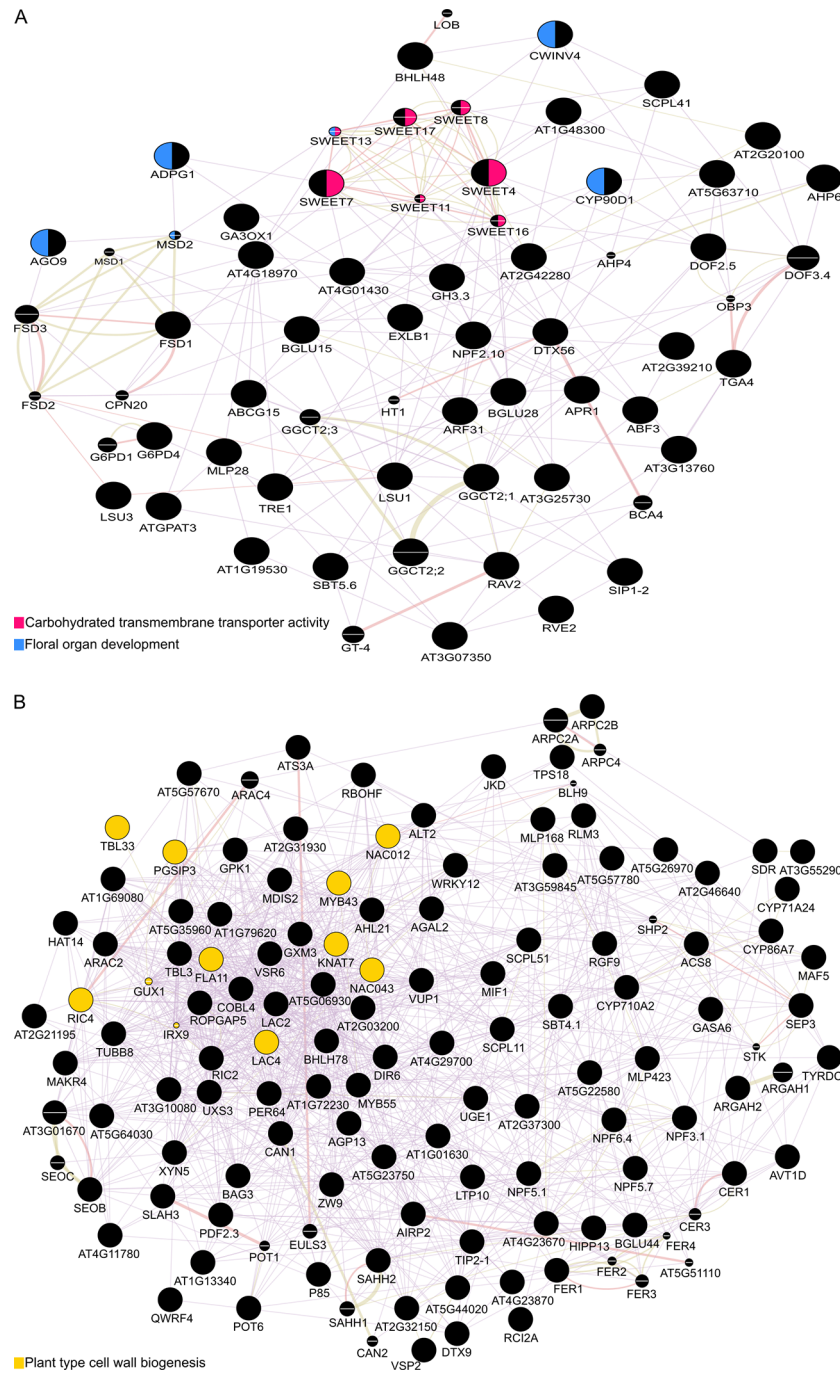 A
LOB
BHLH48
CWINV4
SCPL41
SWEET8
SWEET17
SWEET13
AT1G48300
AT2G20100
ADPG1
SWEET7
SWEET4
SWEET11
CYP90D1
AT5G63710
AHP6
SWEET16
AGO9
MSD2
MSD1
GA3OX1
AT4G18970
AT4G01430
GH3.3
AT2G42280
AHP4
DOF2.5
DOF3.4
FSD3
FSD1
BGLU15
EXLB1
NPF2.10
DTX56
OBP3
AT2G39210
TGA4
FSD2
CPN20
ABCG15
GGCT2;3
HT1
ARF31
BGLU28
APR1
ABF3
G6PD1
G6PD4
MLP28
AT3G13760
LSU3
ATGPAT3
TRE1
LSU1
GGCT2;1
AT3G25730
BCA4
AT1G19530
SBT5.6
GGCT2;2
RAV2
SIP1-2
Carbohydrated transmembrane transporter activity
Floral organ development
GT-4
AT3G07350
RVE2
B
ARPC2B
ARPC2A
ATS3A
ARPC4
AT5G57670
ARAC4
RBOHF
JKD
TPS18
BLH9
TBL33
AT2G31930
NAC012
ALT2
MLP168
RLM3
PGSIP3
GPK1
AT1G69080
MDIS2
MYB43
WRKY12
AT3G59845
AT5G57780
AT5G26970
AT2G46640
SDR
AT3G55290
CYP71A24
HAT14
AT5G35960
AT1G79620
AHL21
AGAL2
SHP2
CYP86A7
ARAC2
TBL3
FLA11
VSR6
GXM3
KNAT7
NAC043
SCPL51
RGF9
ACS8
MAF5
GUX1
COBL4
AT5G06930
VUP1
MIF1
CYP710A2
RIC4
ROPGAP5
LAC2
AT2G03200
SBT4.1
GASA6
SEP3
AT2G21195
TUBB8
IRX9
LAC4
BHLH78
DIR6
AT4G29700
SCPL11
STK
TYRDC
MAKR4
RIC2
AT5G22580
MLP423
ARGAH1
ARGAH2
AT3G10080
UXS3
PER64
AT1G72230
MYB55
UGE1
AT2G37300
AT3G01670
AT5G64030
CAN1
AGP13
AT1G01630
NPF6.4
NPF3.1
SEOC
XYN5
BAG3
AT5G23750
LTP10
NPF5.1
NPF5.7
CER1
AVT1D
SEOB
SLAH3
ZW9
PDF2.3
AIRP2
AT4G23670
HIPP13
BGLU44
CER3
AT4G11780
POT1
EULS3
TIP2-1
FER4
AT1G13340
P85
SAHH2
FER1
FER2
AT5G51110
FER3
QWRF4
POT6
SAHH1
AT2G32150
AT5G44020
AT4G23870
RCI2A
CAN2
VSP2
DTX9
Plant type cell wall biogenesis